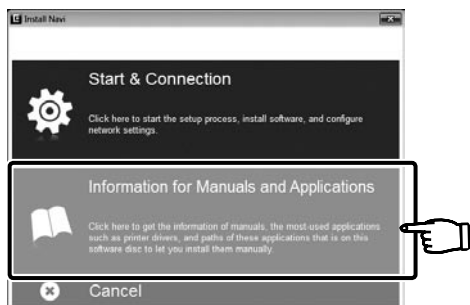 Install Navi
Start & Connection
Click here to start the setup process, install software, and configure
network settings.
Information for Manuals and Applications
Click here to get the information of manuals, the most-used applications
such as printer drivers, and paths of these applications that is on this
software disc to let you install them manually.
Cancel